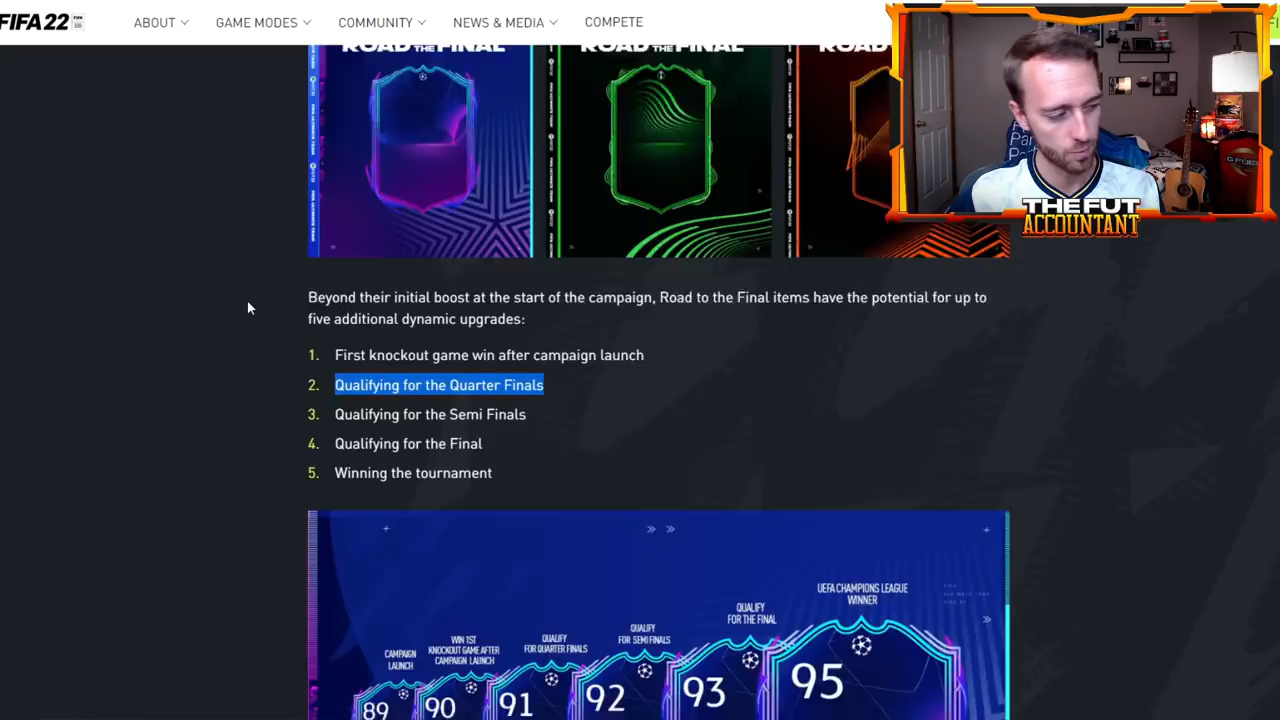 FIFA 22
ABOUT
GAME MODES
COMMUNITY
NEWS & MEDIA
COMPETE
ROAD TO THE FINAL
ROAD TO THE FINAL
ROAD
THE FUT
ACCOUNTANT
Beyond their initial boost at the start of the campaign, Road to the Final items have the potential for up to
five additional dynamic upgrades:
1. First knockout game win after campaign launch
2. Qualifying for the Quarter Finals
3. Qualifying for the Semi Finals
4. Qualifying for the Final
5. Winning the tournament
CAMPAIGN
LAUNCH
WIN 1ST
KNOCKOUT GAME AFTER
CAMPAIGN LAUNCH
QUALIFY
FOR QUARTER FINALS
QUALIFY
FOR SEMI FINALS
QUALIFY
FOR THE FINAL
UEFA CHAMPIONS LEAGUE
WINNER
89
90
91
92
93
95